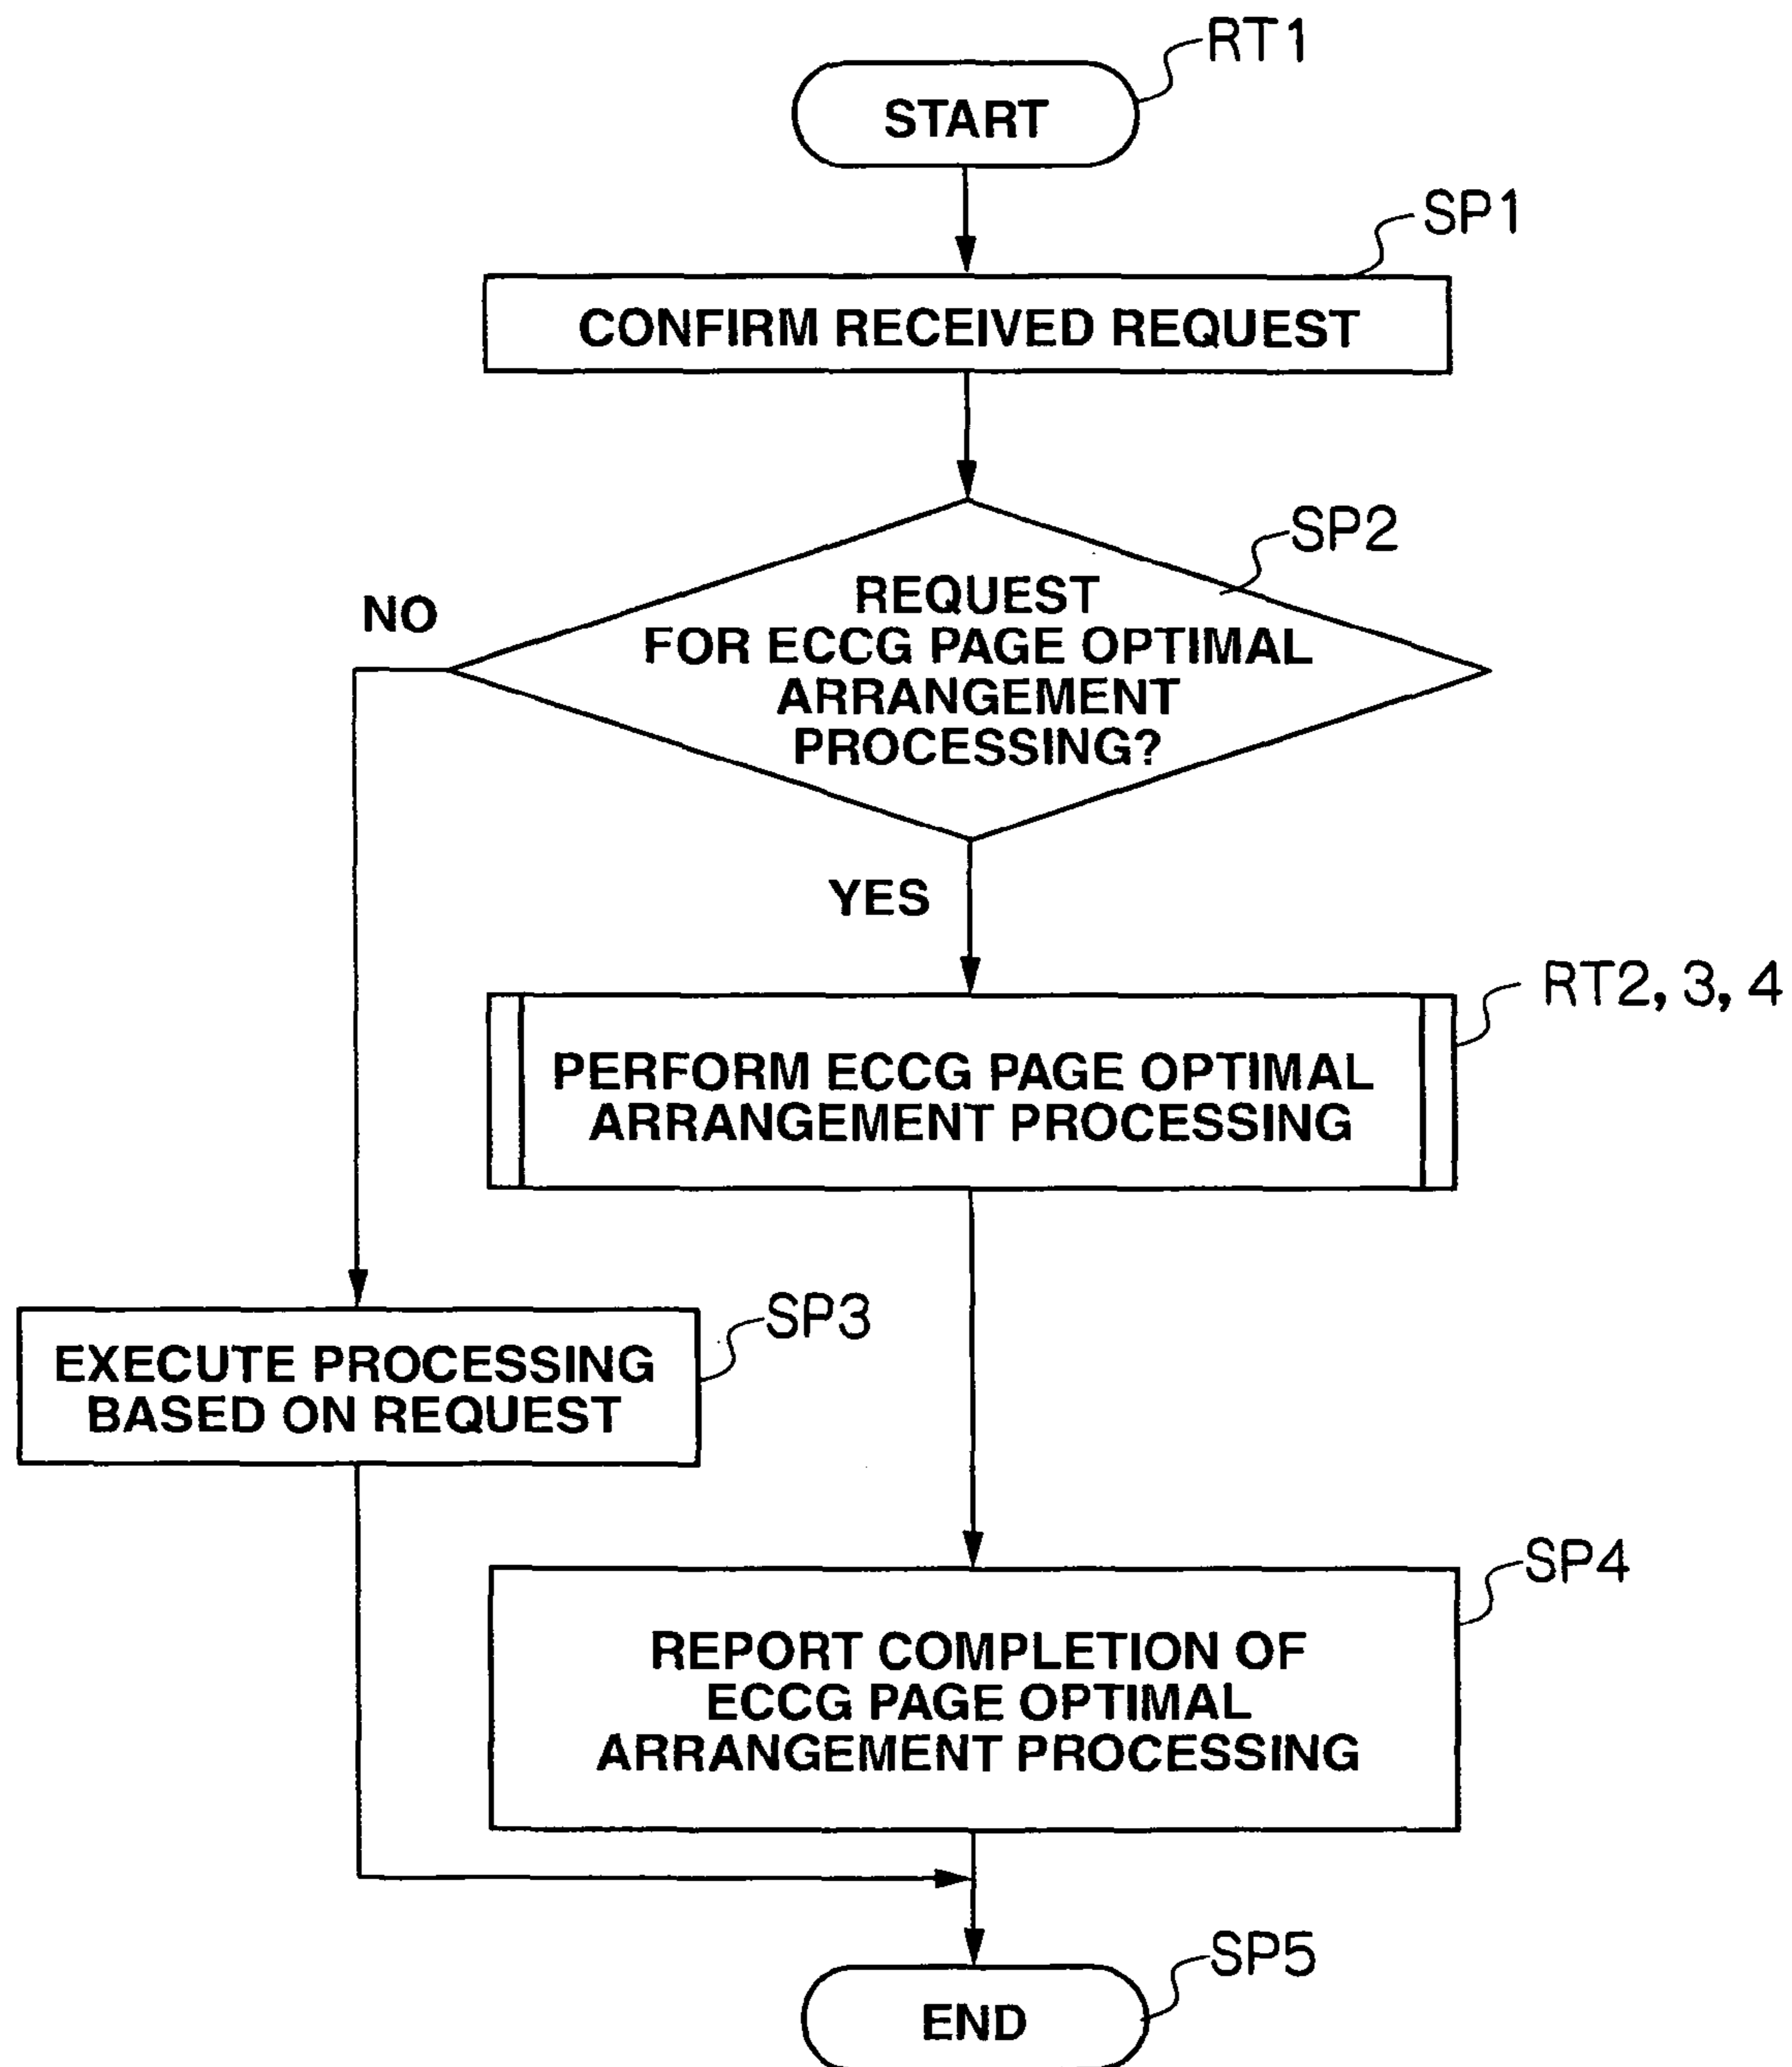 RT1
START
SP1
CONFIRM RECEIVED REQUEST
SP2
REQUEST
FOR ECCG PAGE OPTIMAL
ARRANGEMENT
PROCESSING?
NO
YES
RT2, 3, 4
PERFORM ECCG PAGE OPTIMAL
ARRANGEMENT PROCESSING
SP3
EXECUTE PROCESSING
BASED ON REQUEST
SP4
REPORT COMPLETION OF
ECCG PAGE OPTIMAL
ARRANGEMENT PROCESSING
SP5
END